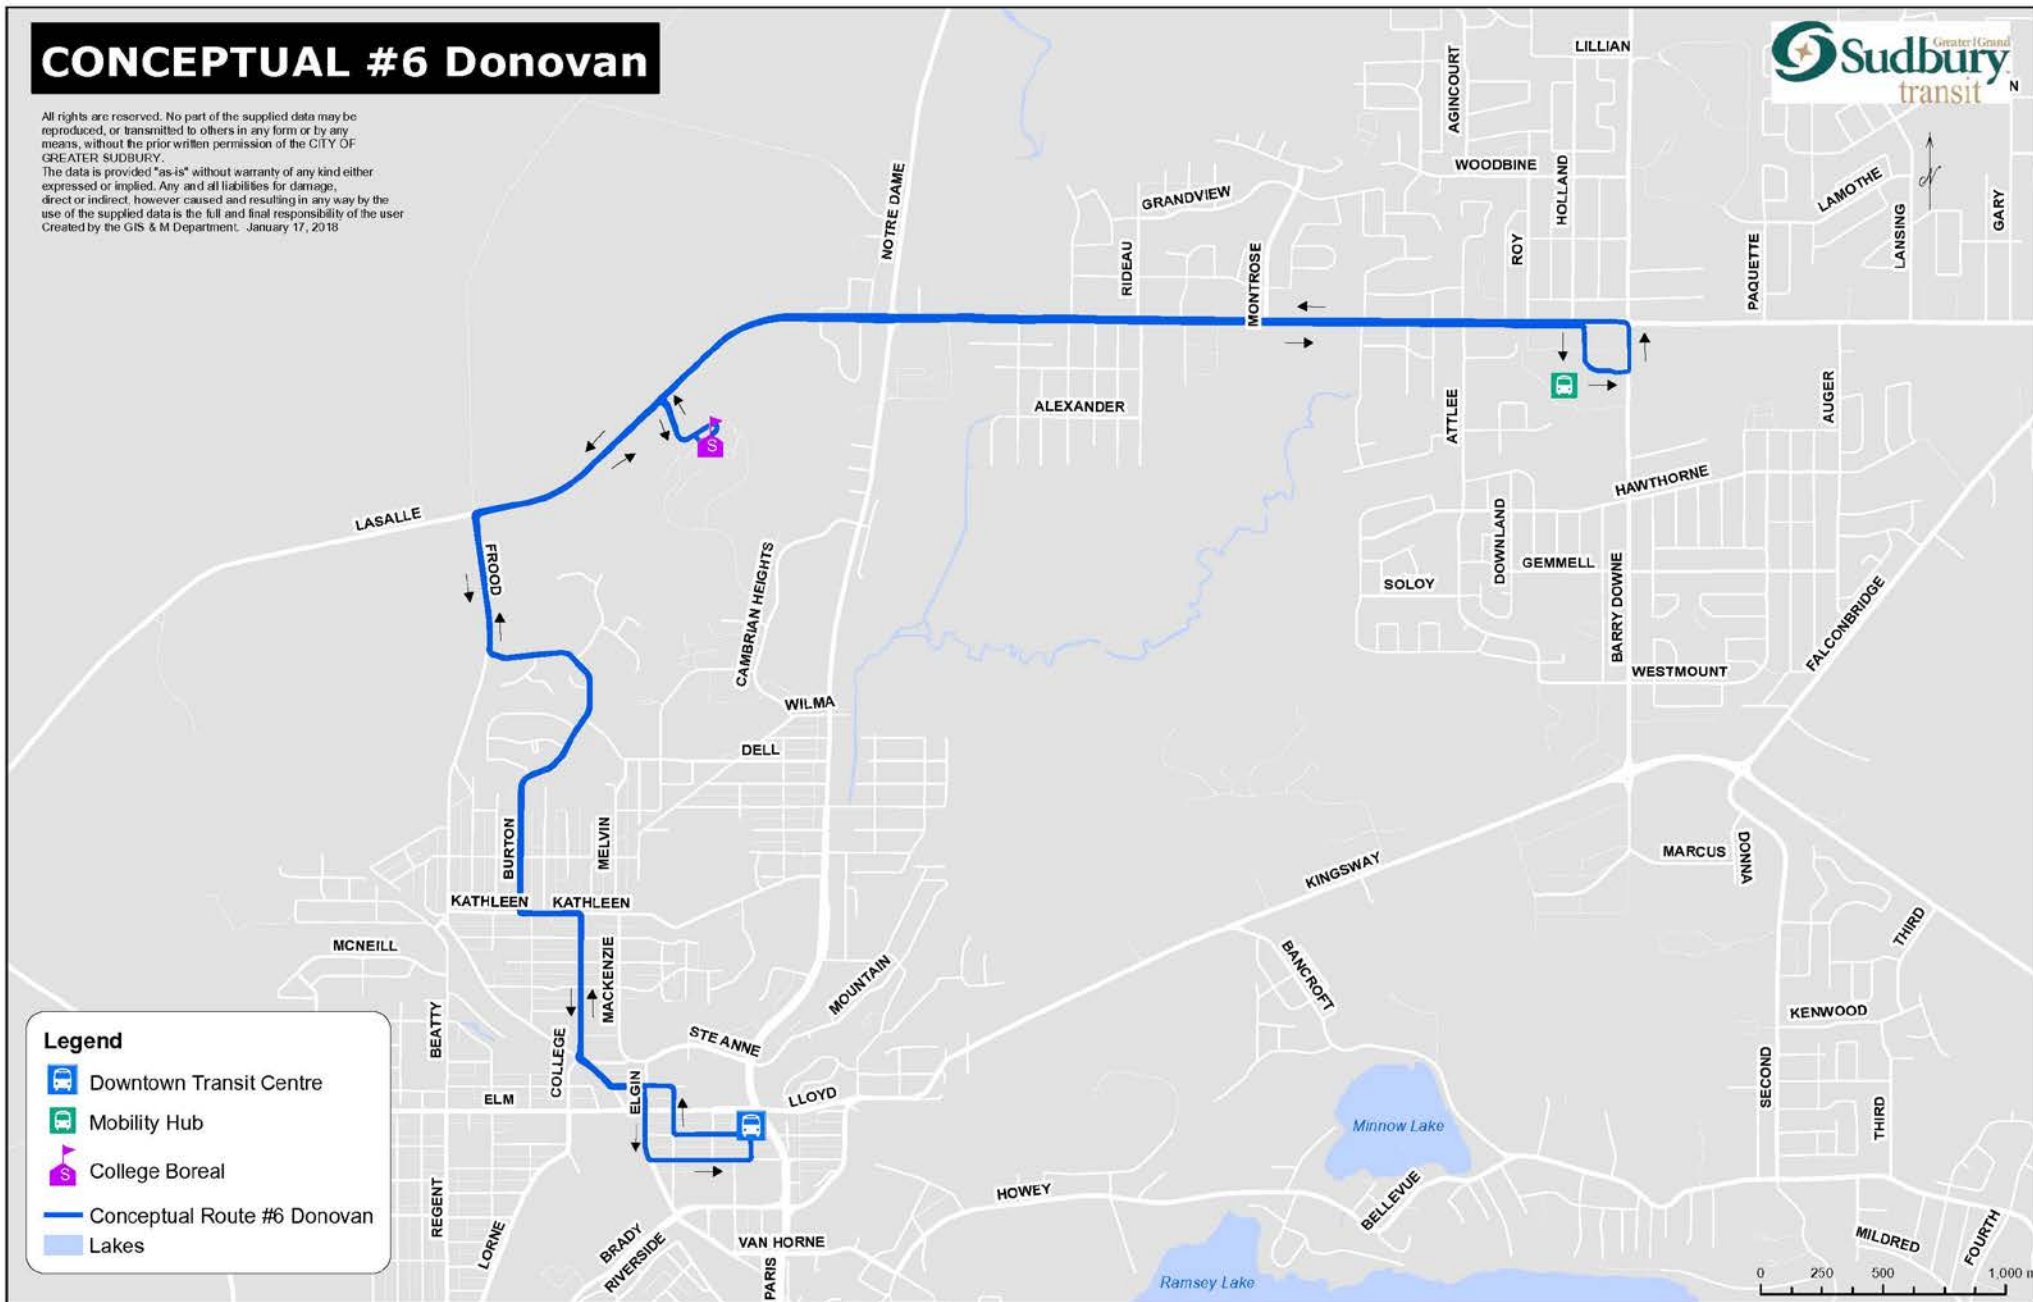 CONCEPTUAL #6 Donovan
All rights are reserved. No part of the supplied data may be
reproduced, or transmitted to others in any form or by any
means, without the prior written permission of the CITY OF
GREATER SUDBURY.
The data is provided "as-is" without warranty of any kind either
expressed or implied. Any and all liabilities for damage,
direct or indirect, however caused and resulting in any way by the
use of the supplied data is the full and final responsibility of the user
Created by the GIS & M Department. January 17, 2018
Greater|Grand
Sudbury
transit
N
N
LILLIAN
AGINCOURT
WOODBINE
HOLLAND
LAMOTHE
GARY
LANSING
PAQUETTE
ROY
NOTRE DAME
GRANDVIEW
RIDEAU
MONTROSE
ALEXANDER
ATTLEE
AUGER
S
HAWTHORNE
LASALLE
FROOD
DOWNLAND
GEMMELL
SOLOY
BARRY DOWNE
FALCONBRIDGE
CAMBRIAN HEIGHTS
WESTMOUNT
WILMA
DELL
BURTON
MELVIN
KINGSWAY
MARCUS
DONNA
KATHLEEN
KATHLEEN
MCNEILL
MACKENZIE
MOUNTAIN
BANCROFT
THIRD
KENWOOD
BEATTY
COLLEGE
STE ANNE
ELGIN
ELM
LLOYD
SECOND
THIRD
Minnow Lake
HOWEY
BELLEVUE
REGENT
LORNE
BRADY
RIVERSIDE
VAN HORNE
PARIS
Ramsey Lake
MILDRED
FOURTH
Legend
Downtown Transit Centre
Mobility Hub
S
College Boreal
Conceptual Route #6 Donovan
Lakes
0 250 500 1,000 m